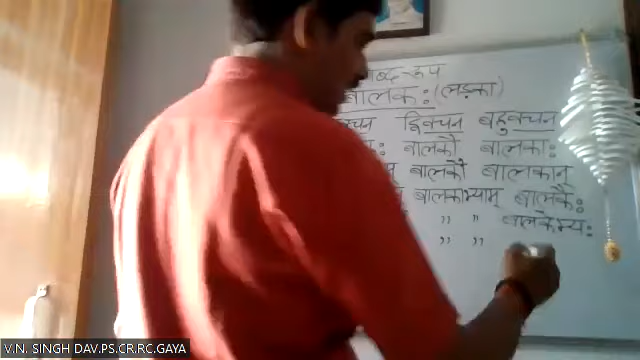 शब्द-रूप
बालक: (लड़का)
वचन द्विवचन बहुवचन
बालकौ बालका:
बालकौ बालकान्
बालकाभ्याम् बालकै:
" " बालकेभ्य:
" "
V.N. SINGH DAV.PS.CR.RC.GAYA